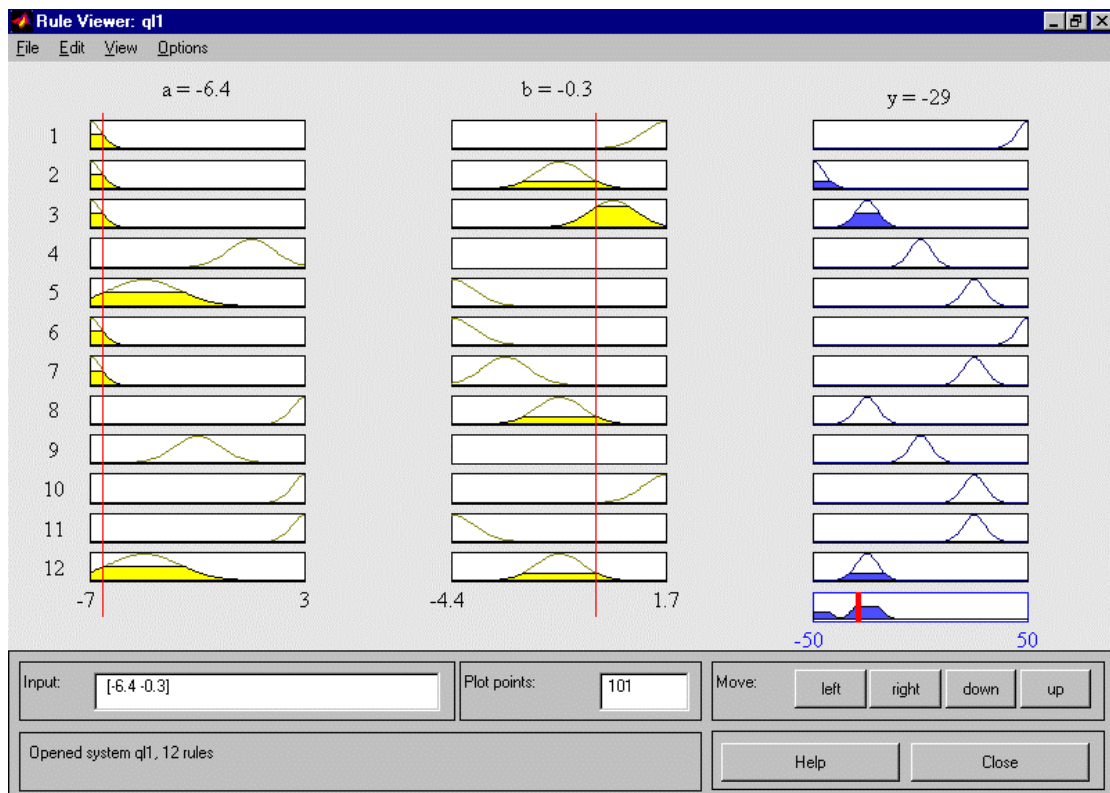 Rule Viewer: ql1
File Edit View Options
a = -6.4 b = -0.3 y = -29
1
2
3
4
5
6
7
8
9
10
11
12
-7 3 -4.4 1.7
-50 50
Input: [-6.4 -0.3] Plot points: 101 Move: left right down up
Opened system ql1, 12 rules Help Close